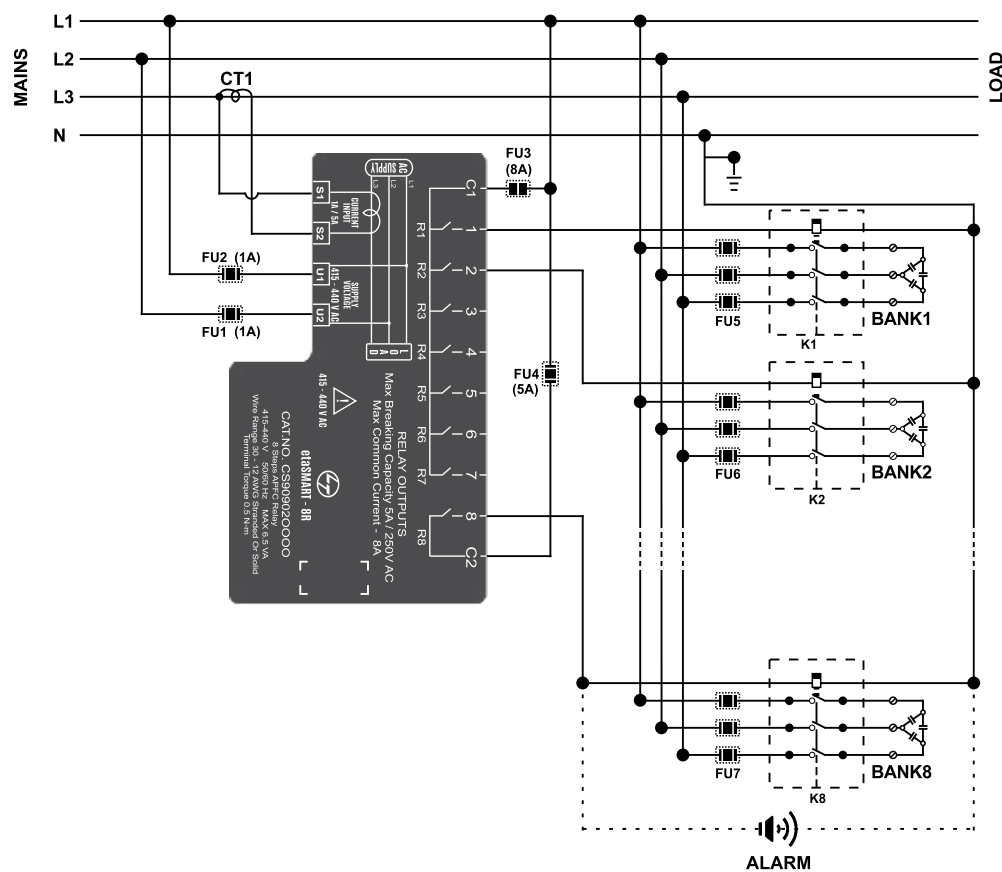 MAINS
L1
L2
L3
N
LOAD
CT1
FU3
(8A)
FU2 (1A)
FU1 (1A)
FU4
(5A)
AC
SUPPLY
L1
L2
L3
S1
S2
CURRENT
INPUT
1A / 5A
U1
U2
SUPPLY
VOLTAGE
415 - 440 V AC
LOAD
C1
1
2
3
4
5
6
7
8
C2
R1
R2
R3
R4
R5
R6
R7
R8
RELAY OUTPUTS
Max Breaking Capacity 5A / 250V AC
Max Common Current - 8A
415 - 440 V AC
etaSMART - 8R
CAT.NO. CS90902OOOO
8 Steps APFC Relay
415-440 V 50/60 Hz MAX 6.5 VA
Wire Range 30 - 12 AWG Stranded Or Solid
Terminal Torque 0.5 N-m
FU5
K1
BANK1
FU6
K2
BANK2
FU7
K8
BANK8
ALARM